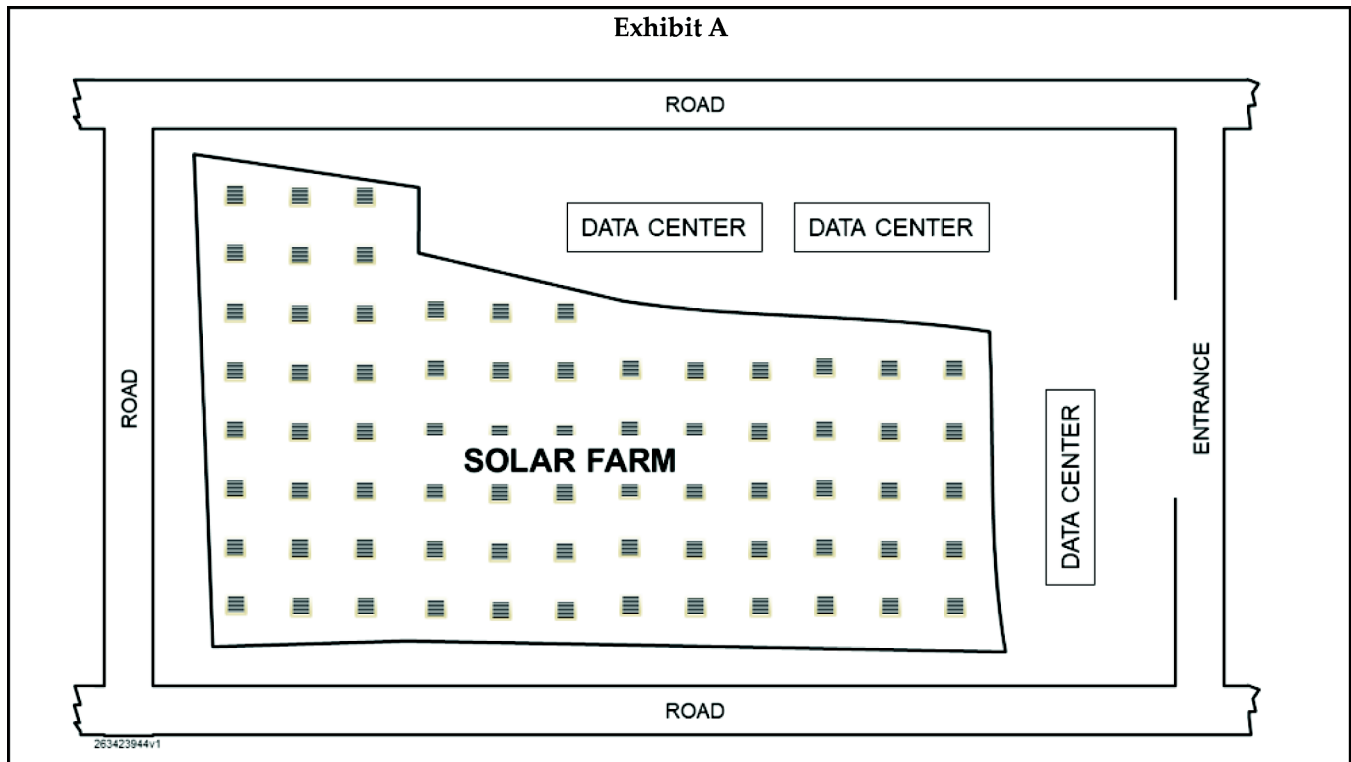 Exhibit A
ROAD
DATA CENTER
DATA CENTER
ROAD
SOLAR FARM
DATA CENTER
ENTRANCE
ROAD
263423944v1